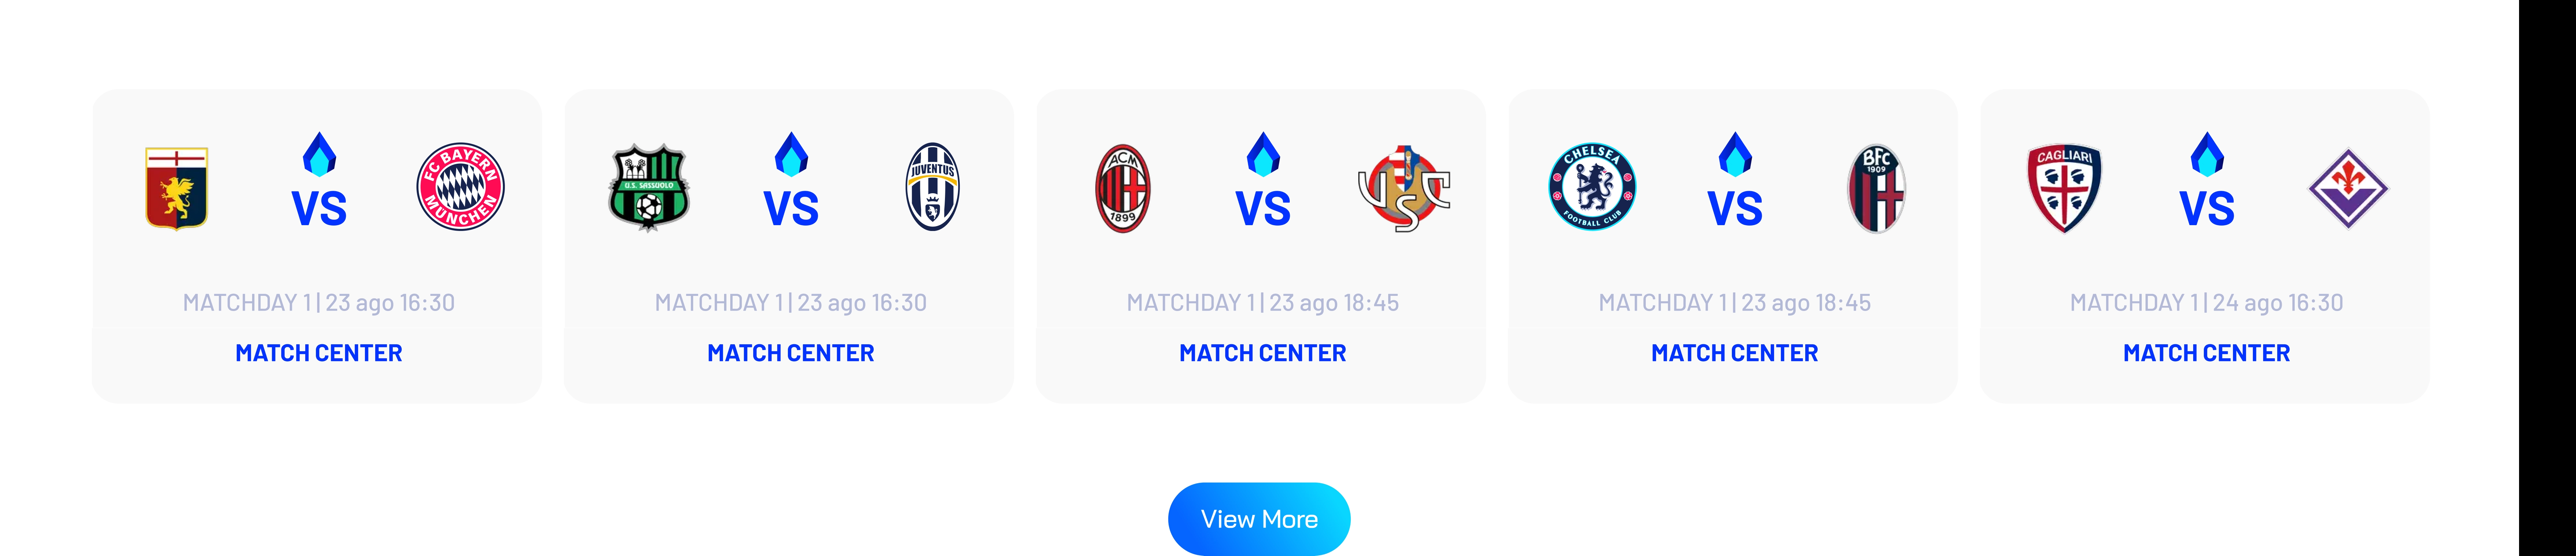 FC BAYERN MÜNCHEN
VS
MATCHDAY 1 | 23 ago 16:30
MATCH CENTER
U.S. SASSUOLO
VS
JUVENTUS
MATCHDAY 1 | 23 ago 16:30
MATCH CENTER
ACM
1899
VS
USC
MATCHDAY 1 | 23 ago 18:45
MATCH CENTER
CHELSEA
FOOTBALL CLUB
VS
BFC
1909
MATCHDAY 1 | 23 ago 18:45
MATCH CENTER
CAGLIARI
VS
MATCHDAY 1 | 24 ago 16:30
MATCH CENTER
View More